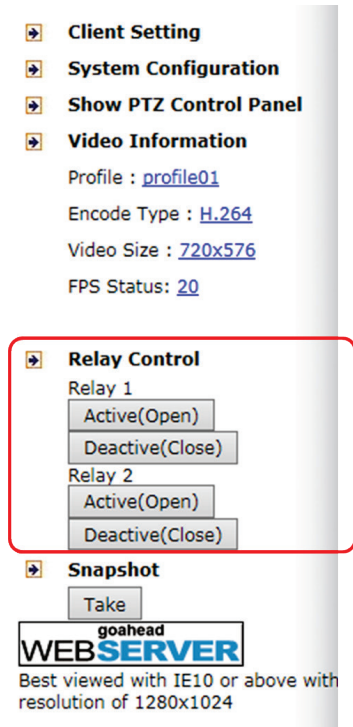 Client Setting
System Configuration
Show PTZ Control Panel
Video Information
Profile : profile01
Encode Type : H.264
Video Size : 720x576
FPS Status: 20
Relay Control
Relay 1
Active(Open)
Deactive(Close)
Relay 2
Active(Open)
Deactive(Close)
Snapshot
Take
goahead
WEBSERVER
Best viewed with IE10 or above with
resolution of 1280x1024